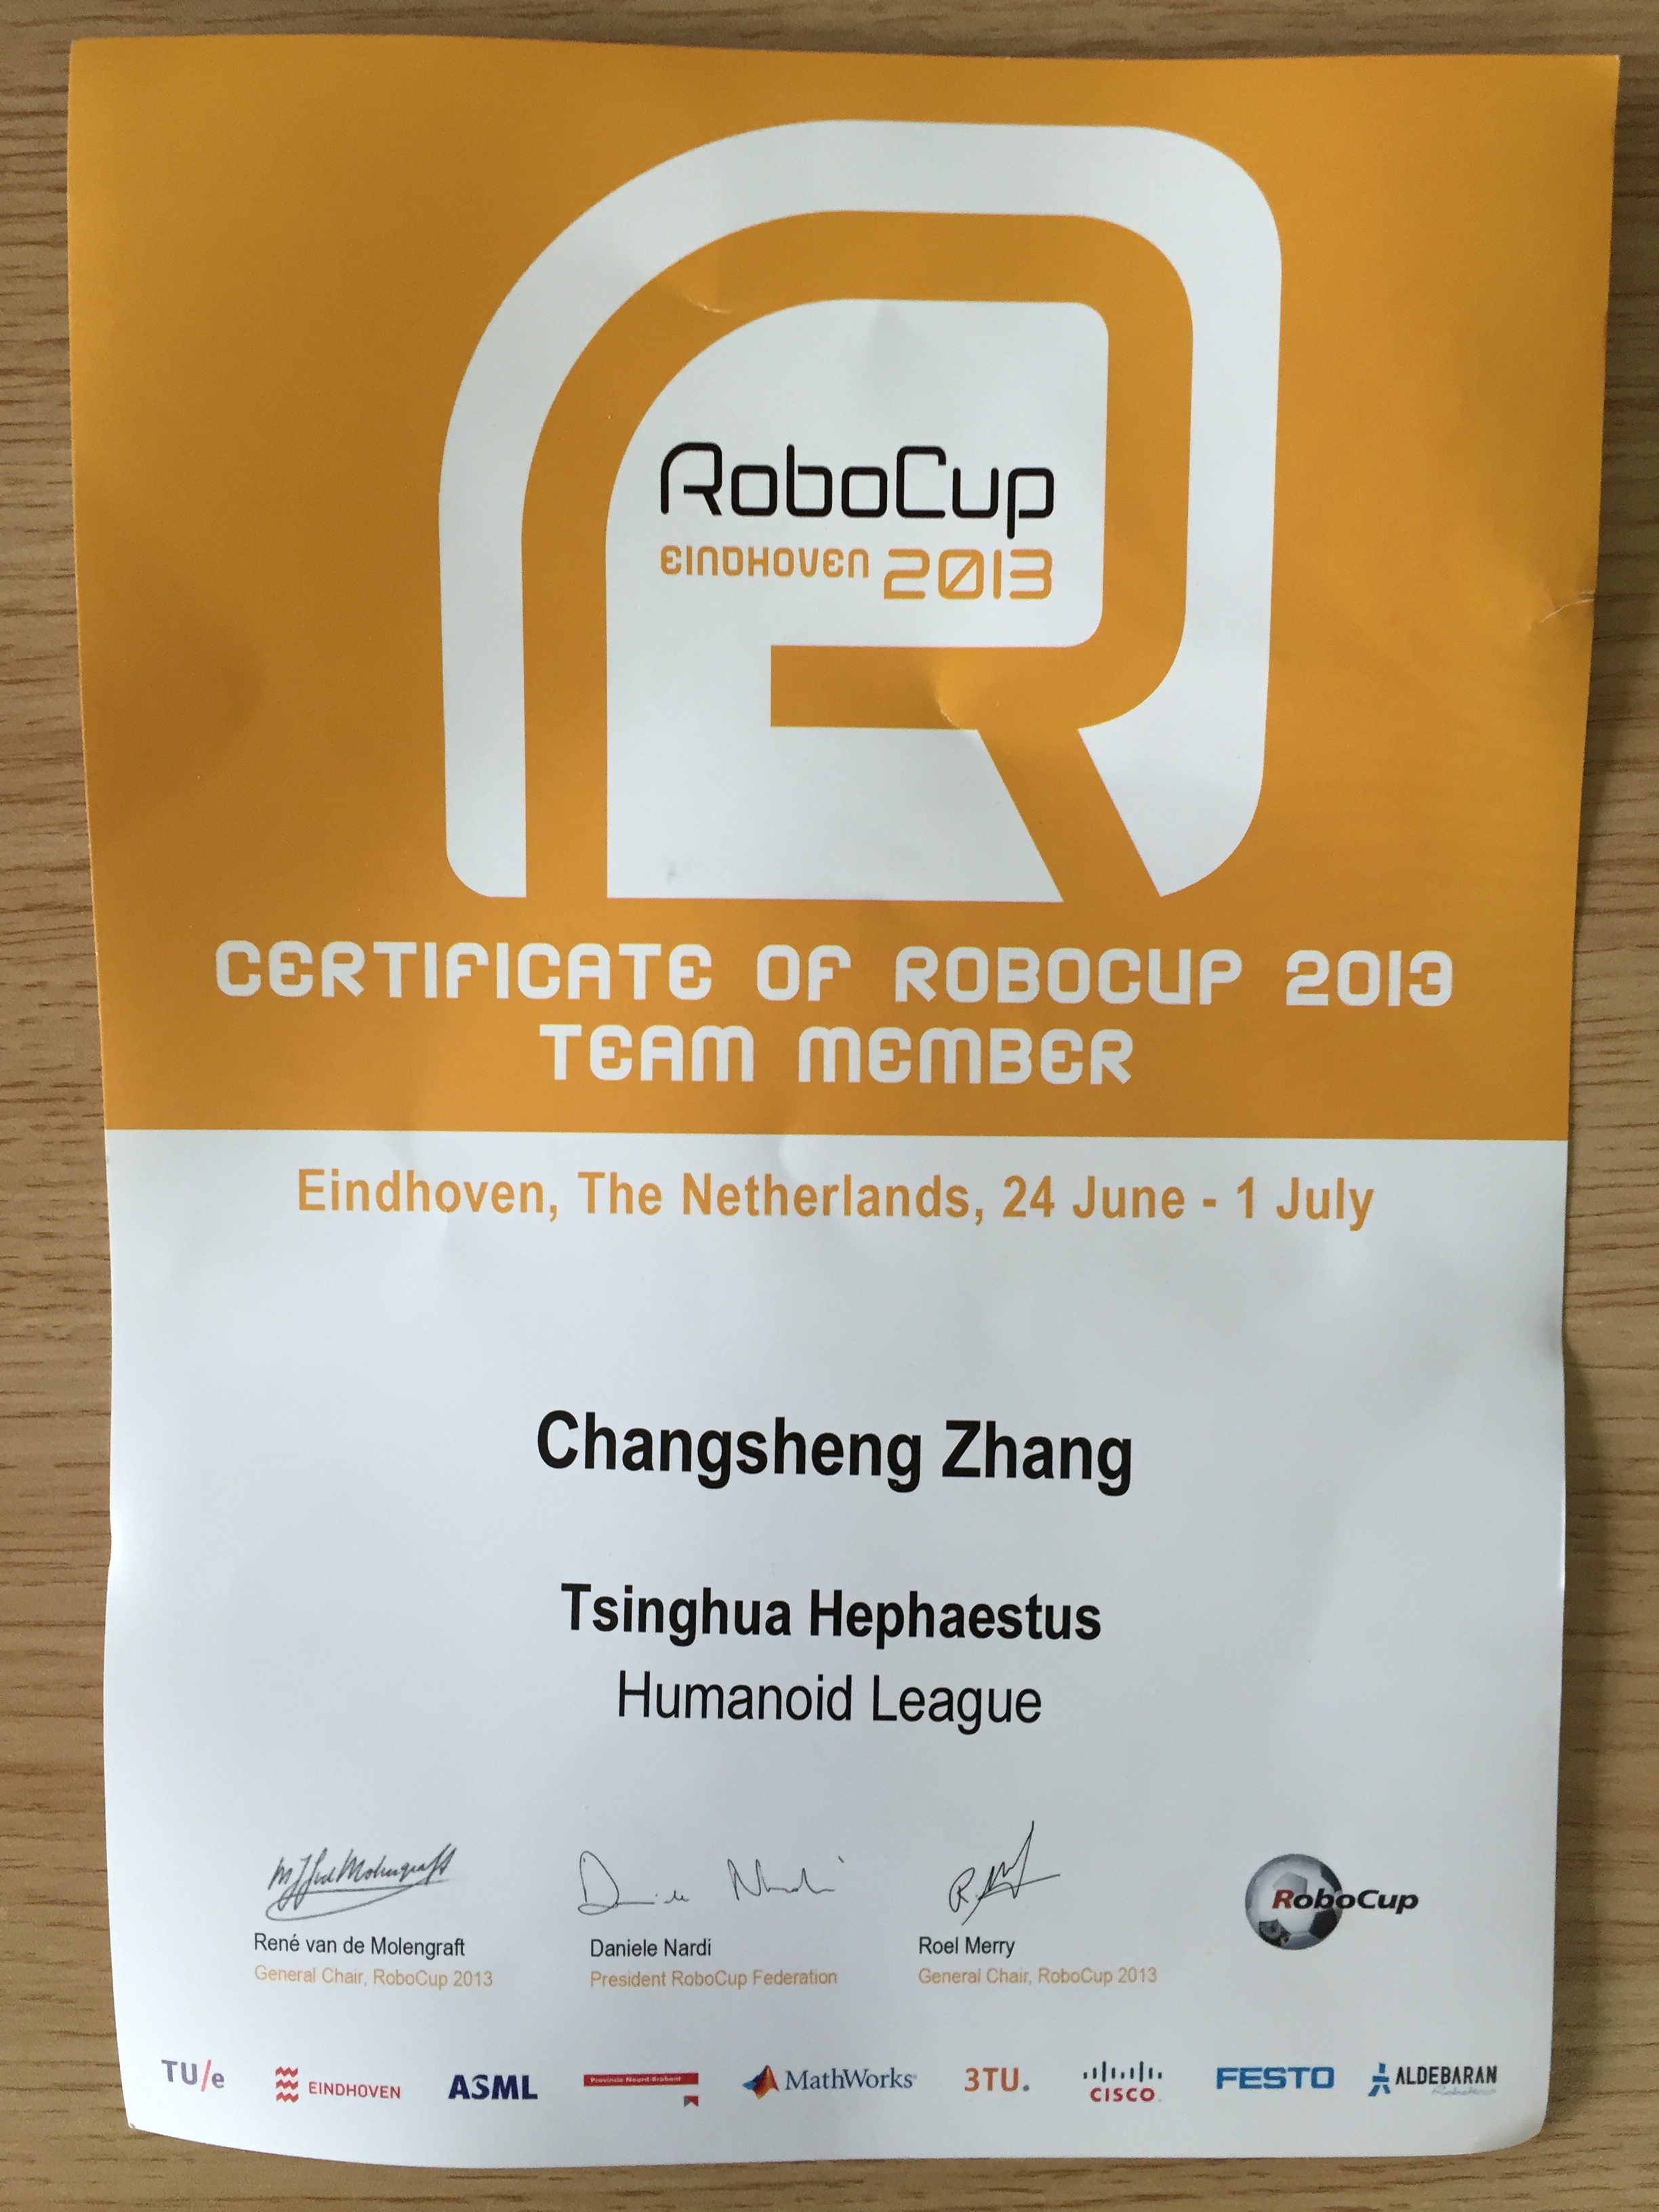 RoboCup
EINDHOVEN 2013
CERTIFICATE OF ROBOCUP 2013
TEAM MEMBER
Eindhoven, The Netherlands, 24 June - 1 July
Changsheng Zhang
Tsinghua Hephaestus
Humanoid League
RoboCup
René van de Molengraft
Daniele Nardi
Roel Merry
General Chair, RoboCup 2013
President RoboCup Federation
General Chair, RoboCup 2013
TU/e
EINDHOVEN
ASML
Provincie Noord-Brabant
MathWorks
3TU.
CISCO
FESTO
ALDEBARAN
Robotics